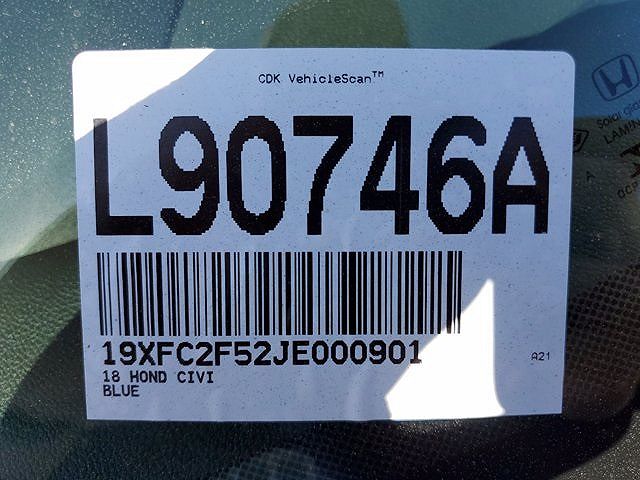 CDK VehicleScan™
L90746A
19XFC2F52JE000901
18 HOND CIVI
BLUE
A21
A